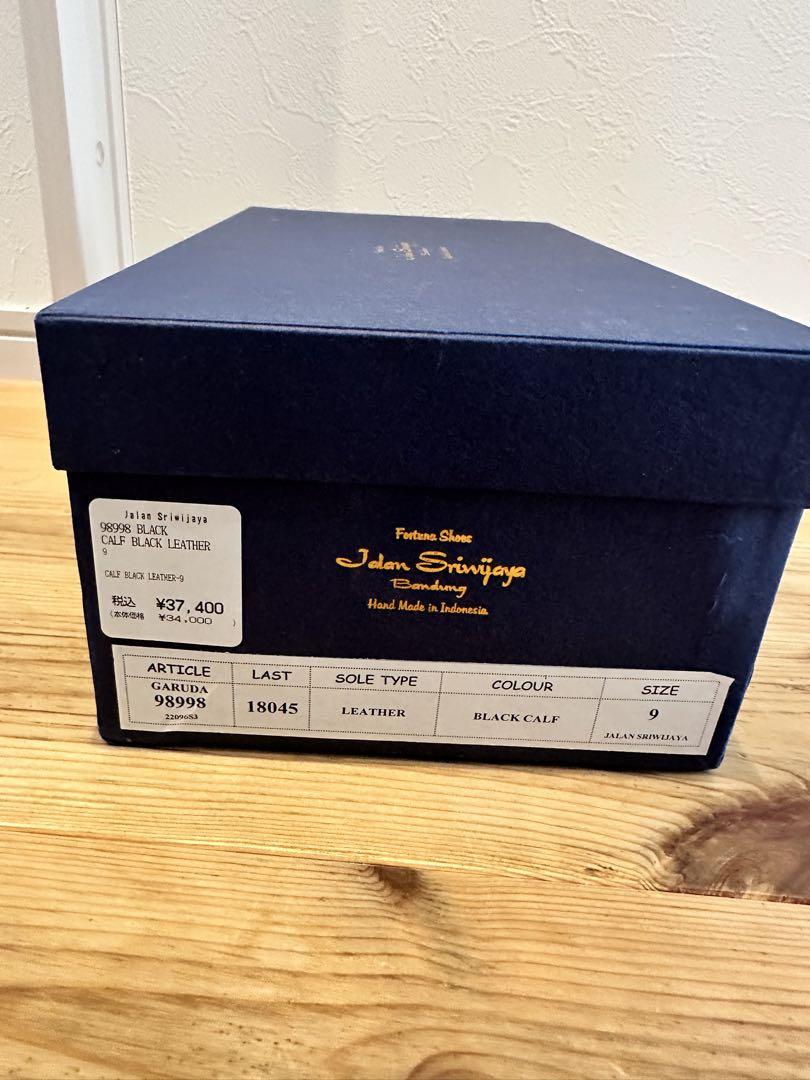 Jalan Sriwijaya
98998 BLACK
CALF BLACK LEATHER
9
CALF BLACK LEATHER-9
税込 ¥37,400
(本体価格 ¥34,000 )
Fortuna Shoes
Jalan Sriwijaya
Bandung
Hand Made in Indonesia
ARTICLE LAST SOLE TYPE COLOUR SIZE
GARUDA
98998 18045 LEATHER BLACK CALF 9
22096S3 JALAN SRIWIJAYA